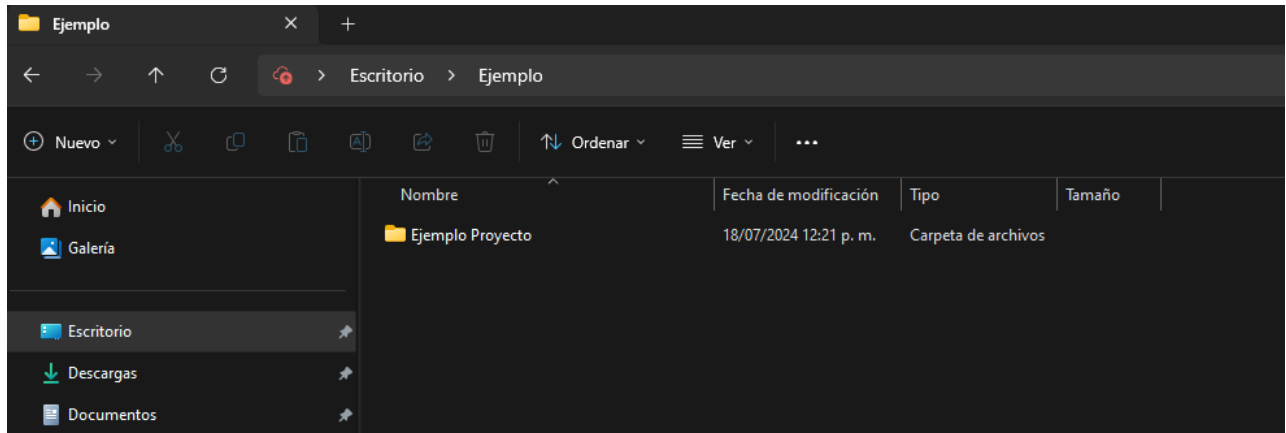 Ejemplo
Escritorio > Ejemplo
Nuevo Ordenar Ver
Nombre Fecha de modificación Tipo Tamaño
Inicio
Ejemplo Proyecto 18/07/2024 12:21 p. m. Carpeta de archivos
Galería
Escritorio
Descargas
Documentos